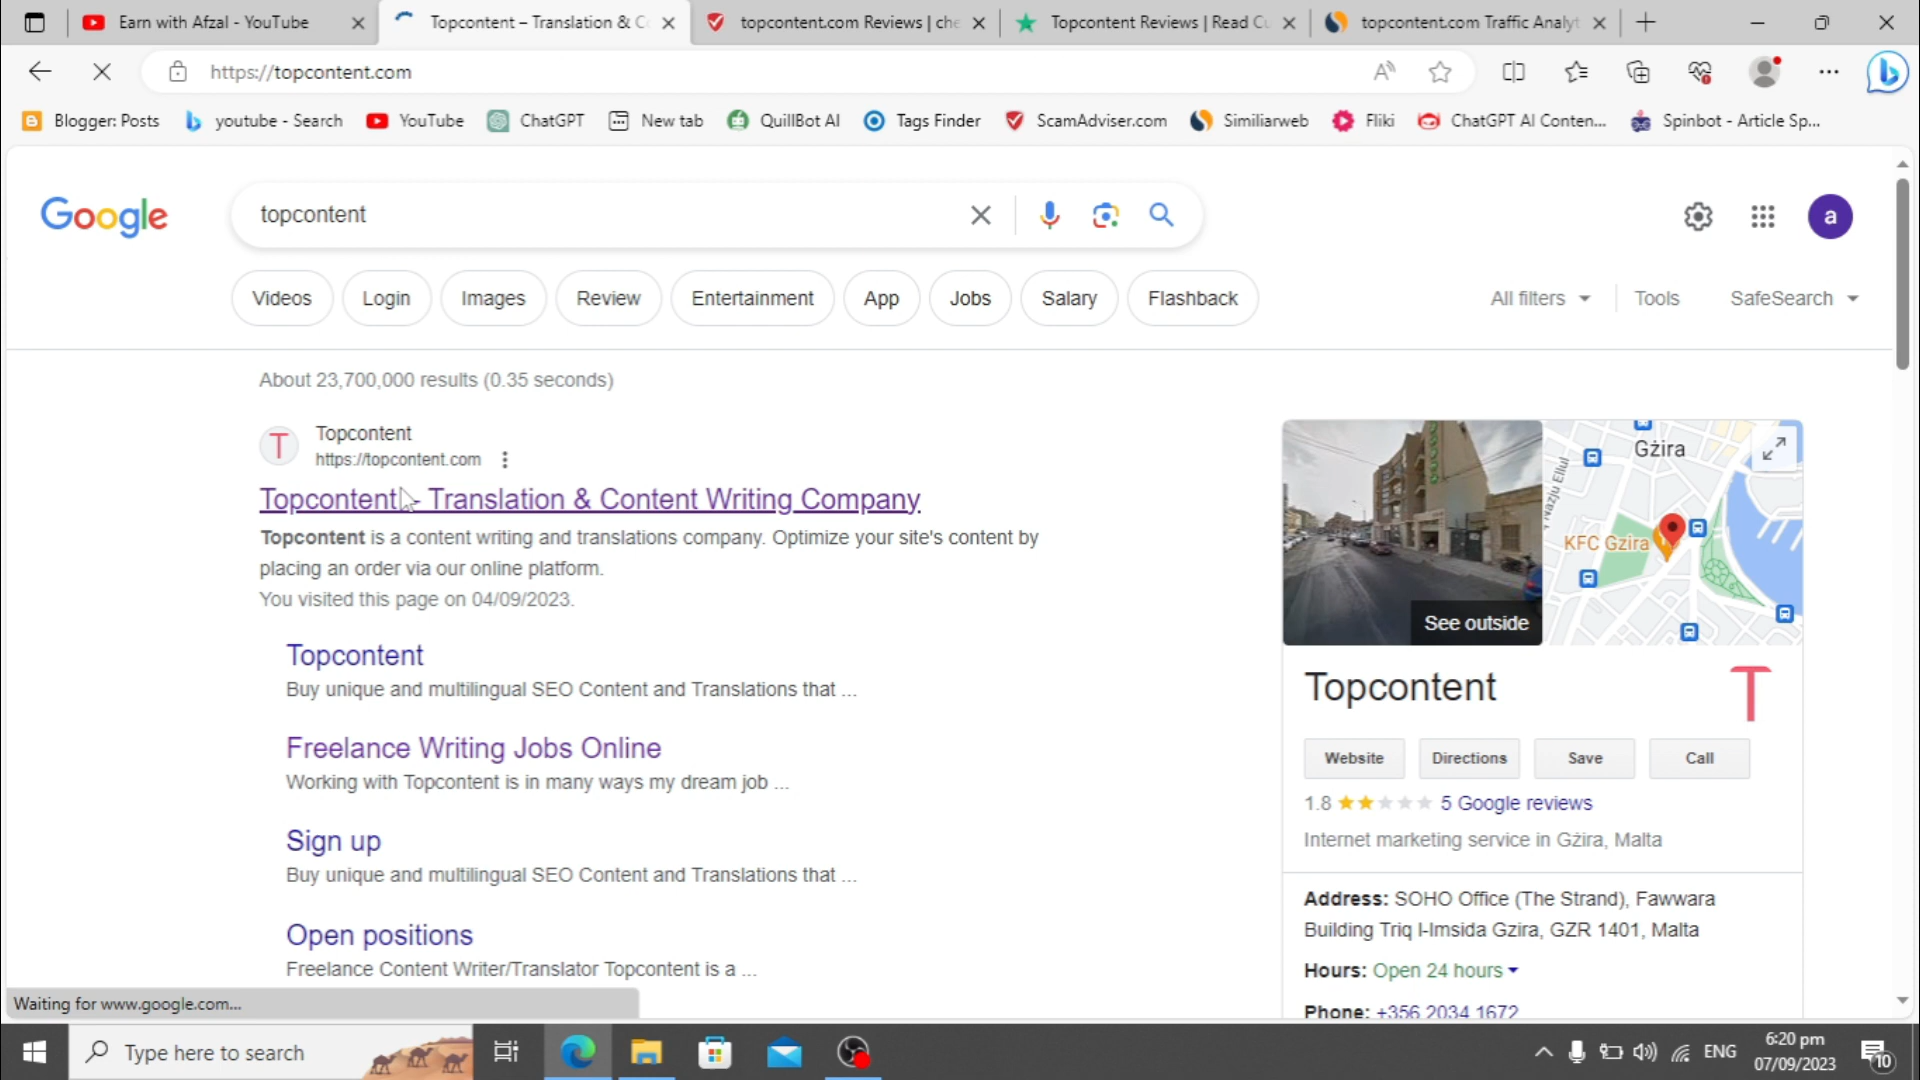 Earn with Afzal - YouTube
Topcontent – Translation & Co
topcontent.com Reviews | che
Topcontent Reviews | Read Cu
topcontent.com Traffic Analyt
https://topcontent.com
Blogger: Posts
youtube - Search
YouTube
ChatGPT
New tab
QuillBot AI
Tags Finder
ScamAdviser.com
Similiarweb
Fliki
ChatGPT AI Conten...
Spinbot - Article Sp...
Google
topcontent
a
Videos
Login
Images
Review
Entertainment
App
Jobs
Salary
Flashback
All filters
Tools
SafeSearch
About 23,700,000 results (0.35 seconds)
T
Topcontent
https://topcontent.com
Topcontent - Translation & Content Writing Company
Topcontent is a content writing and translations company. Optimize your site's content by
placing an order via our online platform.
You visited this page on 04/09/2023.
Topcontent
Buy unique and multilingual SEO Content and Translations that ...
Freelance Writing Jobs Online
Working with Topcontent is in many ways my dream job ...
Sign up
Buy unique and multilingual SEO Content and Translations that ...
Open positions
Freelance Content Writer/Translator Topcontent is a ...
See outside
Gżira
Nazju Ellul
KFC Gzira
Topcontent
T
Website
Directions
Save
Call
1.8
5 Google reviews
Internet marketing service in Gżira, Malta
Address: SOHO Office (The Strand), Fawwara
Building Triq l-Imsida Gzira, GZR 1401, Malta
Hours: Open 24 hours
Phone: +356 2034 1672
Waiting for www.google.com...
Type here to search
ENG
6:20 pm
07/09/2023
10